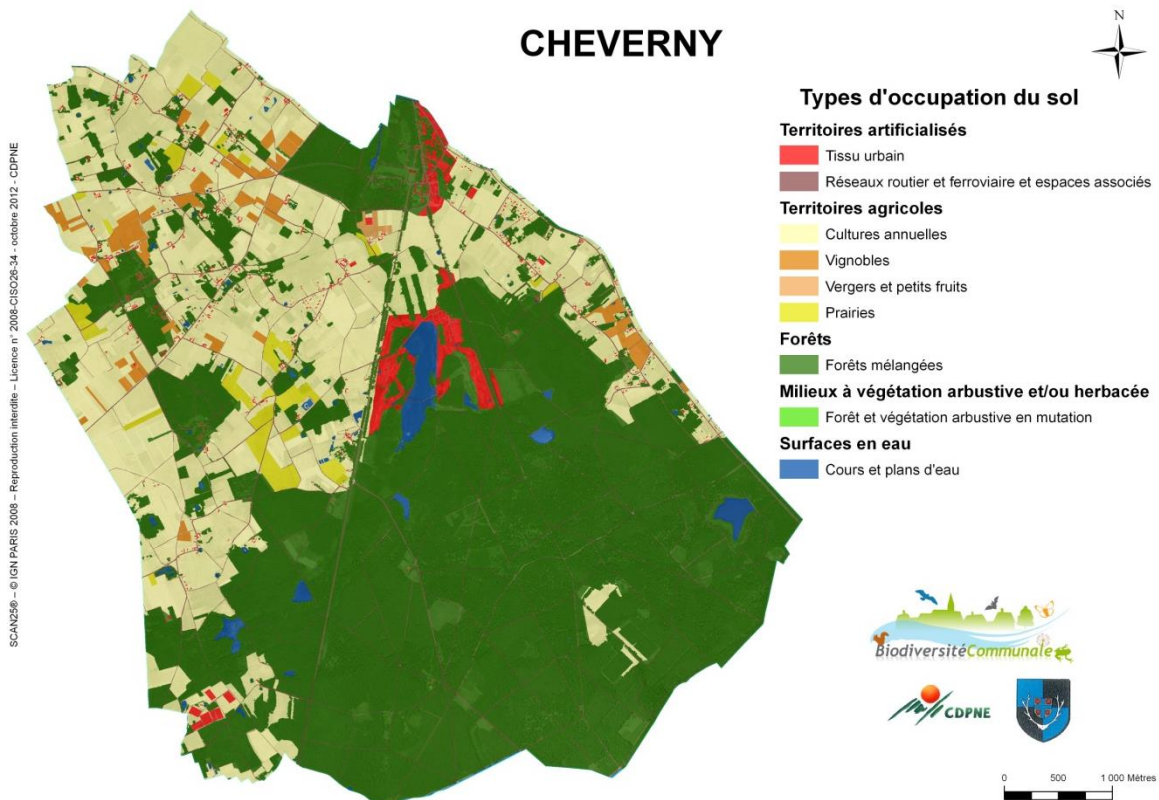 CHEVERNY
N
Types d'occupation du sol
Territoires artificialisés
Tissu urbain
Réseaux routier et ferroviaire et espaces associés
Territoires agricoles
Cultures annuelles
Vignobles
Vergers et petits fruits
Prairies
Forêts
Forêts mélangées
Milieux à végétation arbustive et/ou herbacée
Forêt et végétation arbustive en mutation
Surfaces en eau
Cours et plans d'eau
SCAN25® – © IGN PARIS 2008 – Reproduction interdite – Licence n° 2008-CISO26-34 - octobre 2012 - CDPNE
BiodiversitéCommunale
CDPNE
0 500 1 000 Mètres